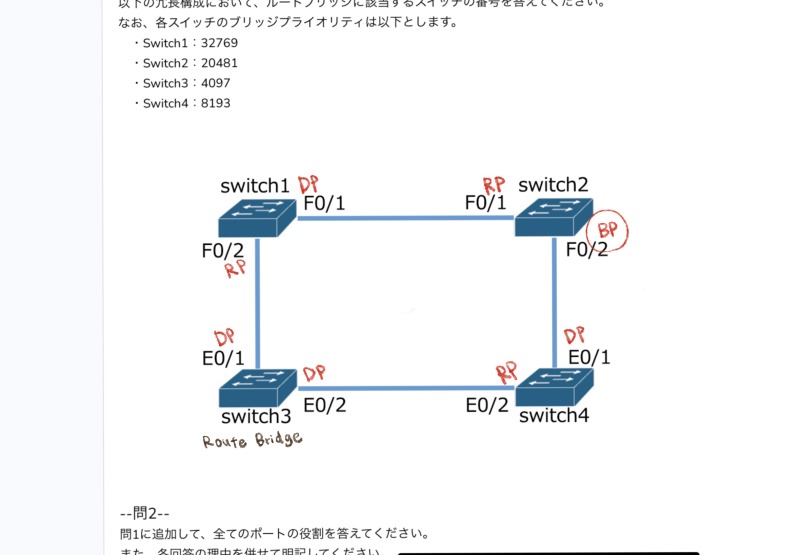 以下の冗長構成において、ルートブリッジに該当するスイッチの番号を答えてください。
なお、各スイッチのブリッジプライオリティは以下とします。
・Switch1：32769
・Switch2：20481
・Switch3：4097
・Switch4：8193
switch1 DP RP switch2
F0/1 F0/1
BP
F0/2 F0/2
RP
DP DP
E0/1 E0/1
DP RP
E0/2 E0/2
switch3 switch4
Route Bridge
--問2--
問1に追加して、全てのポートの役割を答えてください。
また、各回答の理由を併せて明記してください。